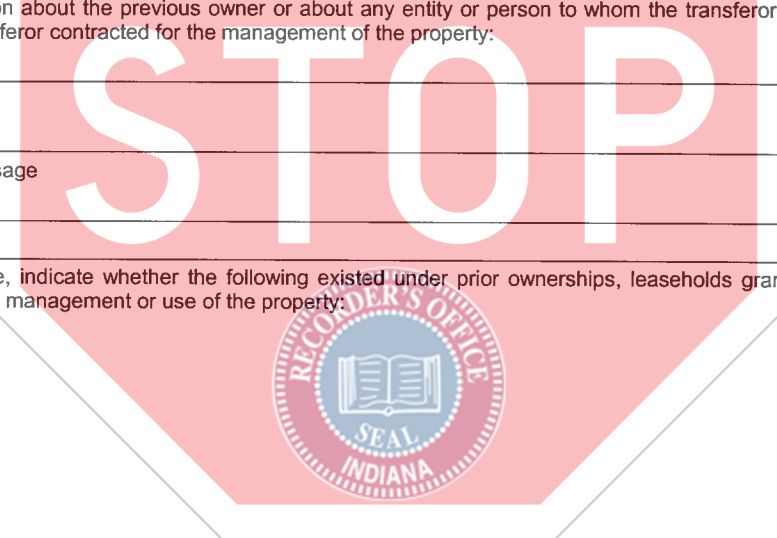 n about the previous owner or about any entity or person to whom the transferor
feror contracted for the management of the property:
STOP
sage
e, indicate whether the following existed under prior ownerships, leaseholds gran
management or use of the property:
RECORDER'S OFFICE
SEAL
INDIANA